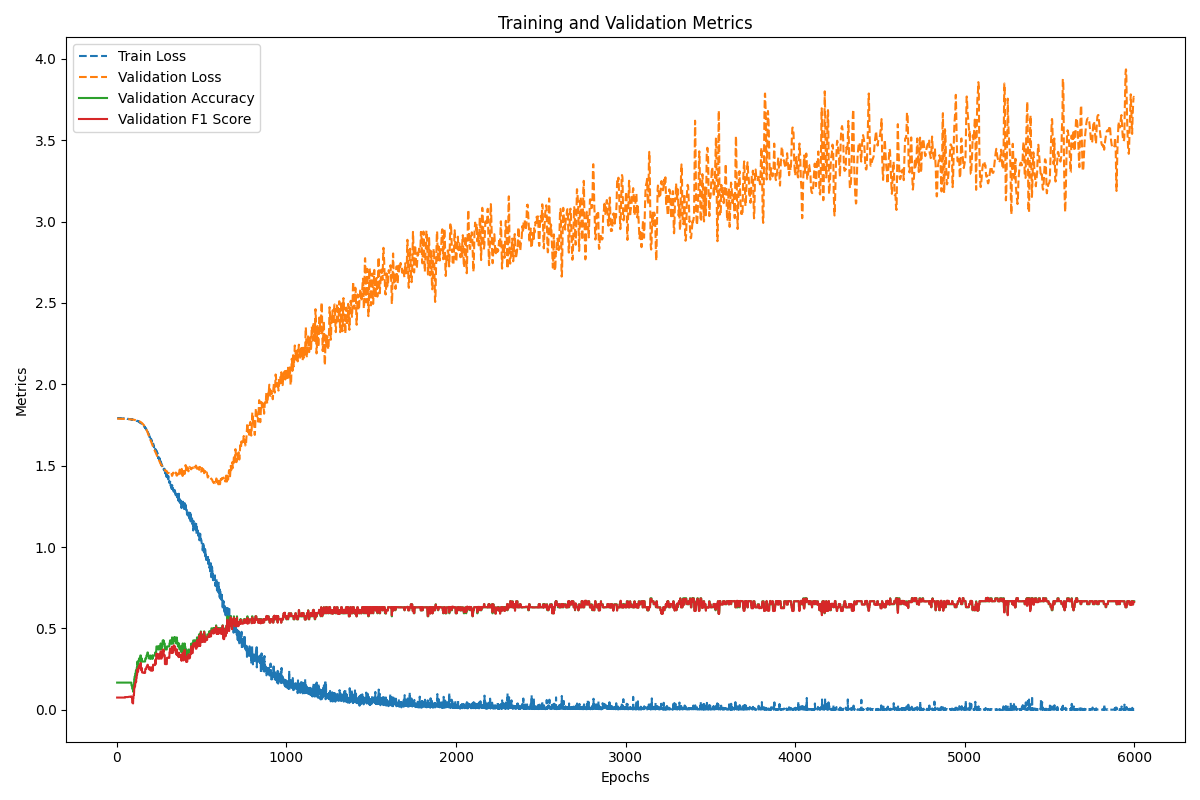 Training and Validation Metrics
Train Loss
Validation Loss
Validation Accuracy
Validation F1 Score
Metrics
4.0
3.5
3.0
2.5
2.0
1.5
1.0
0.5
0.0
0 1000 2000 3000 4000 5000 6000
Epochs